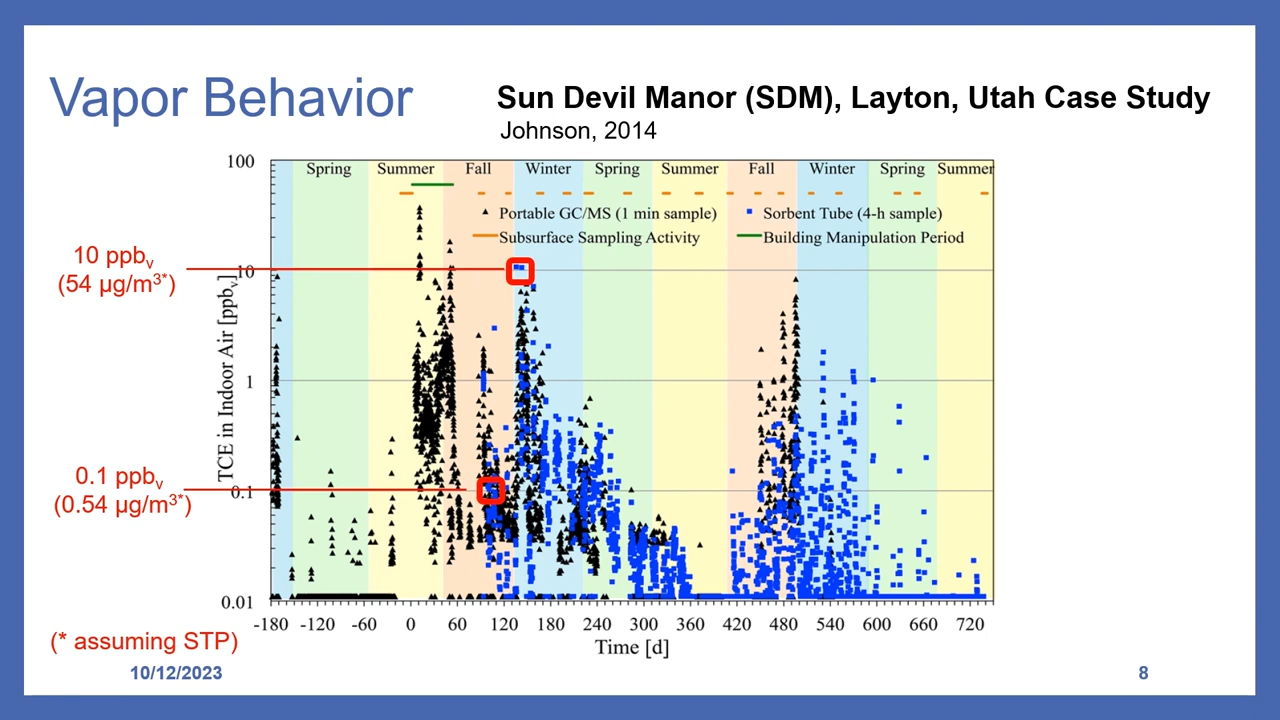 Vapor Behavior
Sun Devil Manor (SDM), Layton, Utah Case Study
Johnson, 2014
100
Spring Summer Fall Winter Spring Summer Fall Winter Spring Summer
Portable GC/MS (1 min sample) Sorbent Tube (4-h sample)
Subsurface Sampling Activity Building Manipulation Period
10 ppbv
(54 µg/m3*)
10
TCE in Indoor Air [ppbv]
1
0.1 ppbv
(0.54 µg/m3*)
0.1
0.01
-180 -120 -60 0 60 120 180 240 300 360 420 480 540 600 660 720
Time [d]
(* assuming STP)
10/12/2023
8